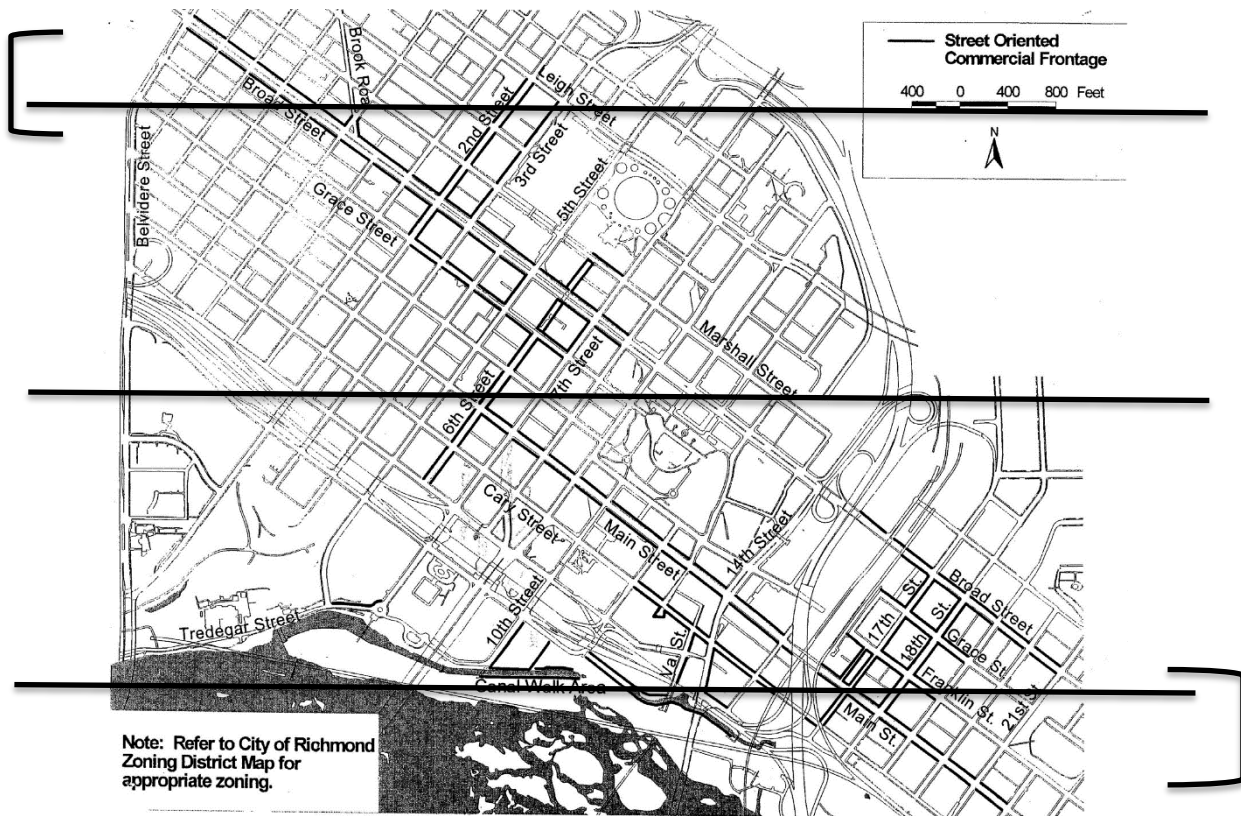 Street Oriented
Commercial Frontage
400 0 400 800 Feet
N
Brook Road
Broad Street
Leigh Street
2nd Street
3rd Street
5th Street
Belvidere Street
Grace Street
Marshall Street
7th Street
6th Street
Cary Street
Main Street
14th Street
10th Street
Tredegar Street
Canal Walk Area
Broad Street
17th St.
18th St.
Grace St.
Franklin St.
21st St.
Main St.
Note: Refer to City of Richmond
Zoning District Map for
appropriate zoning.